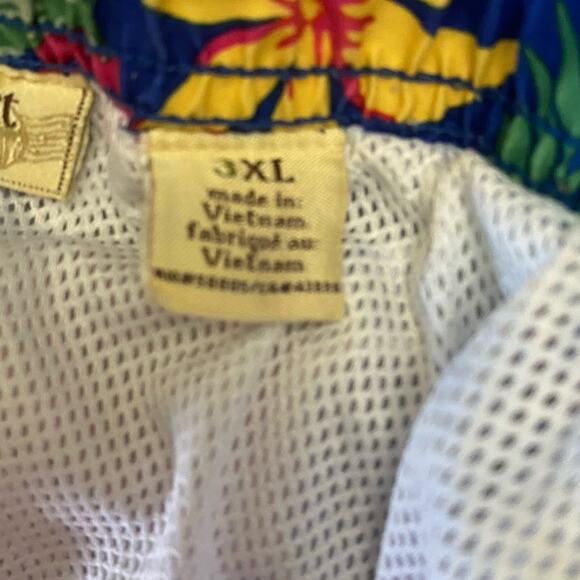 3XL
made in:
Vietnam
fabriqué au:
Vietnam